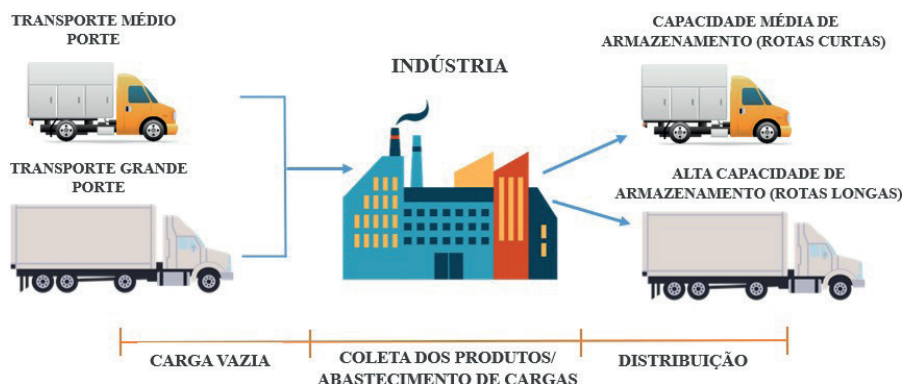 TRANSPORTE MÉDIO
PORTE
TRANSPORTE GRANDE
PORTE
INDÚSTRIA
CAPACIDADE MÉDIA DE
ARMAZENAMENTO (ROTAS CURTAS)
ALTA CAPACIDADE DE
ARMAZENAMENTO (ROTAS LONGAS)
CARGA VAZIA
COLETA DOS PRODUTOS/
ABASTECIMENTO DE CARGAS
DISTRIBUIÇÃO